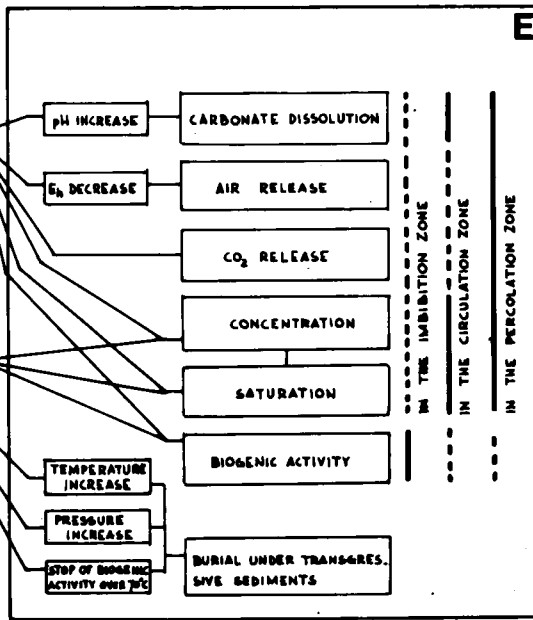 E
pH INCREASE
CARBONATE DISSOLUTION
Eh DECREASE
AIR RELEASE
CO2 RELEASE
CONCENTRATION
SATURATION
BIOGENIC ACTIVITY
IN THE IMBIBITION ZONE
IN THE CIRCULATION ZONE
IN THE PERCOLATION ZONE
TEMPERATURE
INCREASE
PRESSURE
INCREASE
STOP OF BIOGENIC
ACTIVITY OVER 70°C
BURIAL UNDER TRANSGRES.
SIVE SEDIMENTS